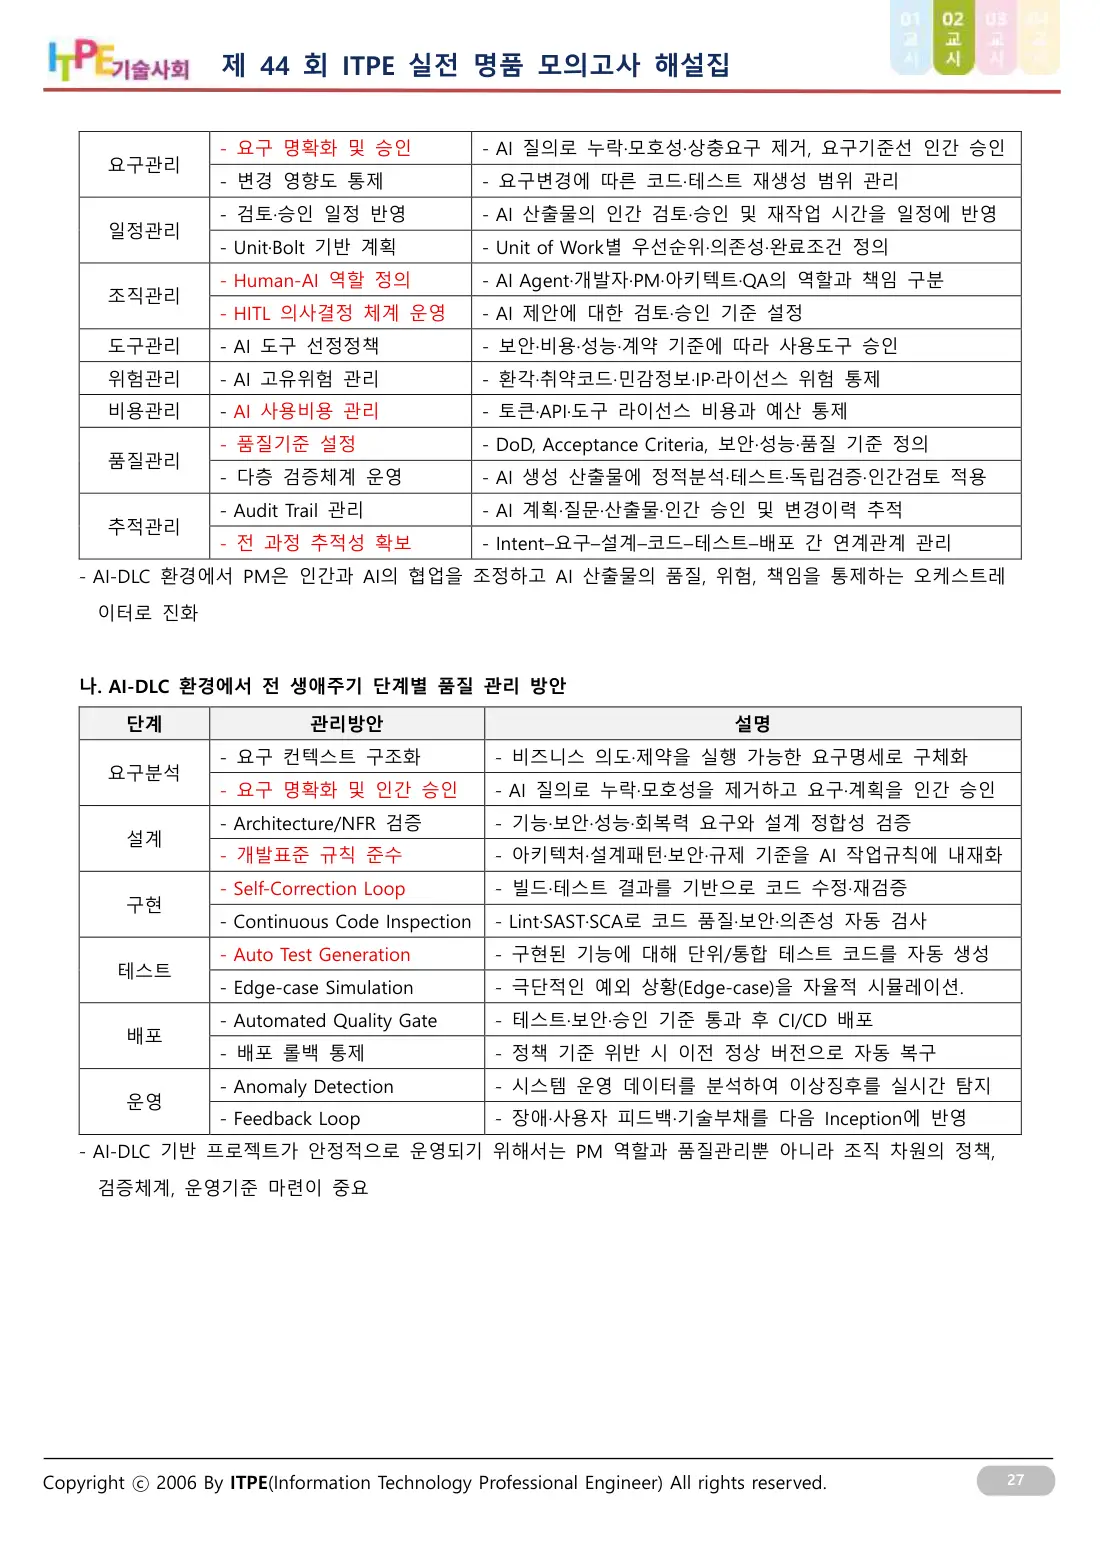 ITPE기술사회 제 44 회 ITPE 실전 명품 모의고사 해설집
01 교시 02 교시 03 교시
요구관리
- 요구 명확화 및 승인 - AI 질의로 누락·모호성·상충요구 제거, 요구기준선 인간 승인
- 변경 영향도 통제 - 요구변경에 따른 코드·테스트 재생성 범위 관리
일정관리
- 검토·승인 일정 반영 - AI 산출물의 인간 검토·승인 및 재작업 시간을 일정에 반영
- Unit·Bolt 기반 계획 - Unit of Work별 우선순위·의존성·완료조건 정의
조직관리
- Human-AI 역할 정의 - AI Agent·개발자·PM·아키텍트·QA의 역할과 책임 구분
- HITL 의사결정 체계 운영 - AI 제안에 대한 검토·승인 기준 설정
도구관리 - AI 도구 선정정책 - 보안·비용·성능·계약 기준에 따라 사용도구 승인
위험관리 - AI 고유위험 관리 - 환각·취약코드·민감정보·IP·라이선스 위험 통제
비용관리 - AI 사용비용 관리 - 토큰·API·도구 라이선스 비용과 예산 통제
품질관리
- 품질기준 설정 - DoD, Acceptance Criteria, 보안·성능·품질 기준 정의
- 다층 검증체계 운영 - AI 생성 산출물에 정적분석·테스트·독립검증·인간검토 적용
추적관리
- Audit Trail 관리 - AI 계획·질문·산출물·인간 승인 및 변경이력 추적
- 전 과정 추적성 확보 - Intent–요구–설계–코드–테스트–배포 간 연계관계 관리
- AI-DLC 환경에서 PM은 인간과 AI의 협업을 조정하고 AI 산출물의 품질, 위험, 책임을 통제하는 오케스트레
이터로 진화
나. AI-DLC 환경에서 전 생애주기 단계별 품질 관리 방안
단계 관리방안 설명
요구분석
- 요구 컨텍스트 구조화 - 비즈니스 의도·제약을 실행 가능한 요구명세로 구체화
- 요구 명확화 및 인간 승인 - AI 질의로 누락·모호성을 제거하고 요구·계획을 인간 승인
설계
- Architecture/NFR 검증 - 기능·보안·성능·회복력 요구와 설계 정합성 검증
- 개발표준 규칙 준수 - 아키텍처·설계패턴·보안·규제 기준을 AI 작업규칙에 내재화
구현
- Self-Correction Loop - 빌드·테스트 결과를 기반으로 코드 수정·재검증
- Continuous Code Inspection - Lint·SAST·SCA로 코드 품질·보안·의존성 자동 검사
테스트
- Auto Test Generation - 구현된 기능에 대해 단위/통합 테스트 코드를 자동 생성
- Edge-case Simulation - 극단적인 예외 상황(Edge-case)을 자율적 시뮬레이션.
배포
- Automated Quality Gate - 테스트·보안·승인 기준 통과 후 CI/CD 배포
- 배포 롤백 통제 - 정책 기준 위반 시 이전 정상 버전으로 자동 복구
운영
- Anomaly Detection - 시스템 운영 데이터를 분석하여 이상징후를 실시간 탐지
- Feedback Loop - 장애·사용자 피드백·기술부채를 다음 Inception에 반영
- AI-DLC 기반 프로젝트가 안정적으로 운영되기 위해서는 PM 역할과 품질관리뿐 아니라 조직 차원의 정책,
검증체계, 운영기준 마련이 중요
Copyright ⓒ 2006 By ITPE(Information Technology Professional Engineer) All rights reserved. 27